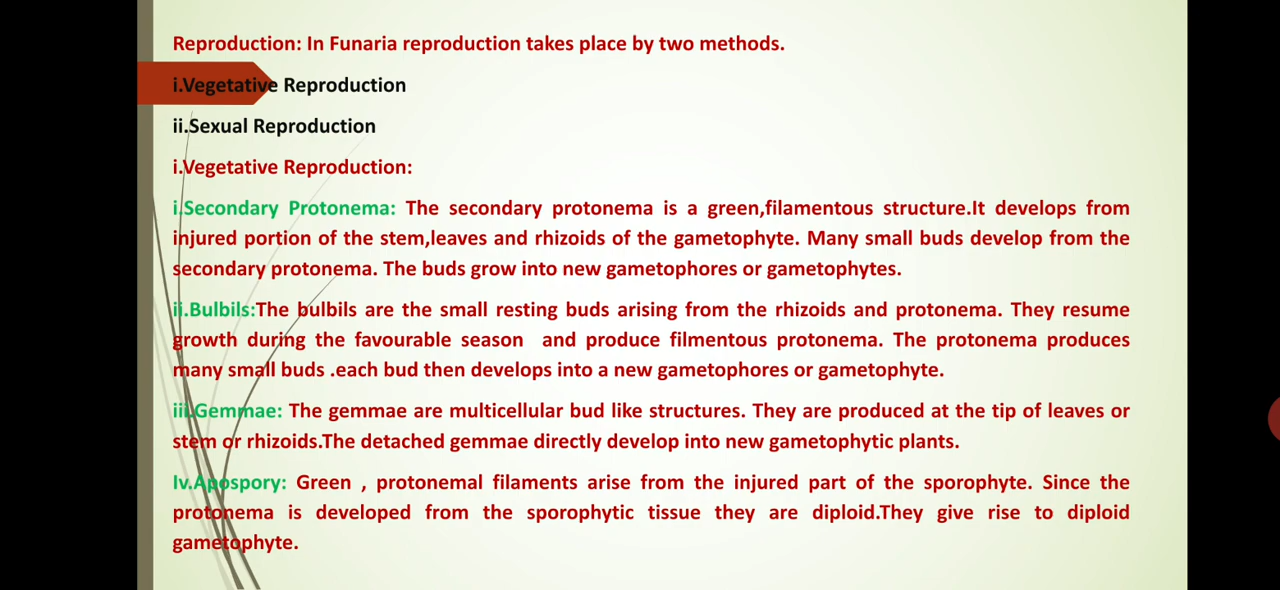 Reproduction: In Funaria reproduction takes place by two methods.
i.Vegetative Reproduction
ii.Sexual Reproduction
i.Vegetative Reproduction:
i.Secondary Protonema: The secondary protonema is a green,filamentous structure.It develops from
injured portion of the stem,leaves and rhizoids of the gametophyte. Many small buds develop from the
secondary protonema. The buds grow into new gametophores or gametophytes.
ii.Bulbils:The bulbils are the small resting buds arising from the rhizoids and protonema. They resume
growth during the favourable season and produce filmentous protonema. The protonema produces
many small buds .each bud then develops into a new gametophores or gametophyte.
iii.Gemmae: The gemmae are multicellular bud like structures. They are produced at the tip of leaves or
stem or rhizoids.The detached gemmae directly develop into new gametophytic plants.
Iv.Apospory: Green , protonemal filaments arise from the injured part of the sporophyte. Since the
protonema is developed from the sporophytic tissue they are diploid.They give rise to diploid
gametophyte.